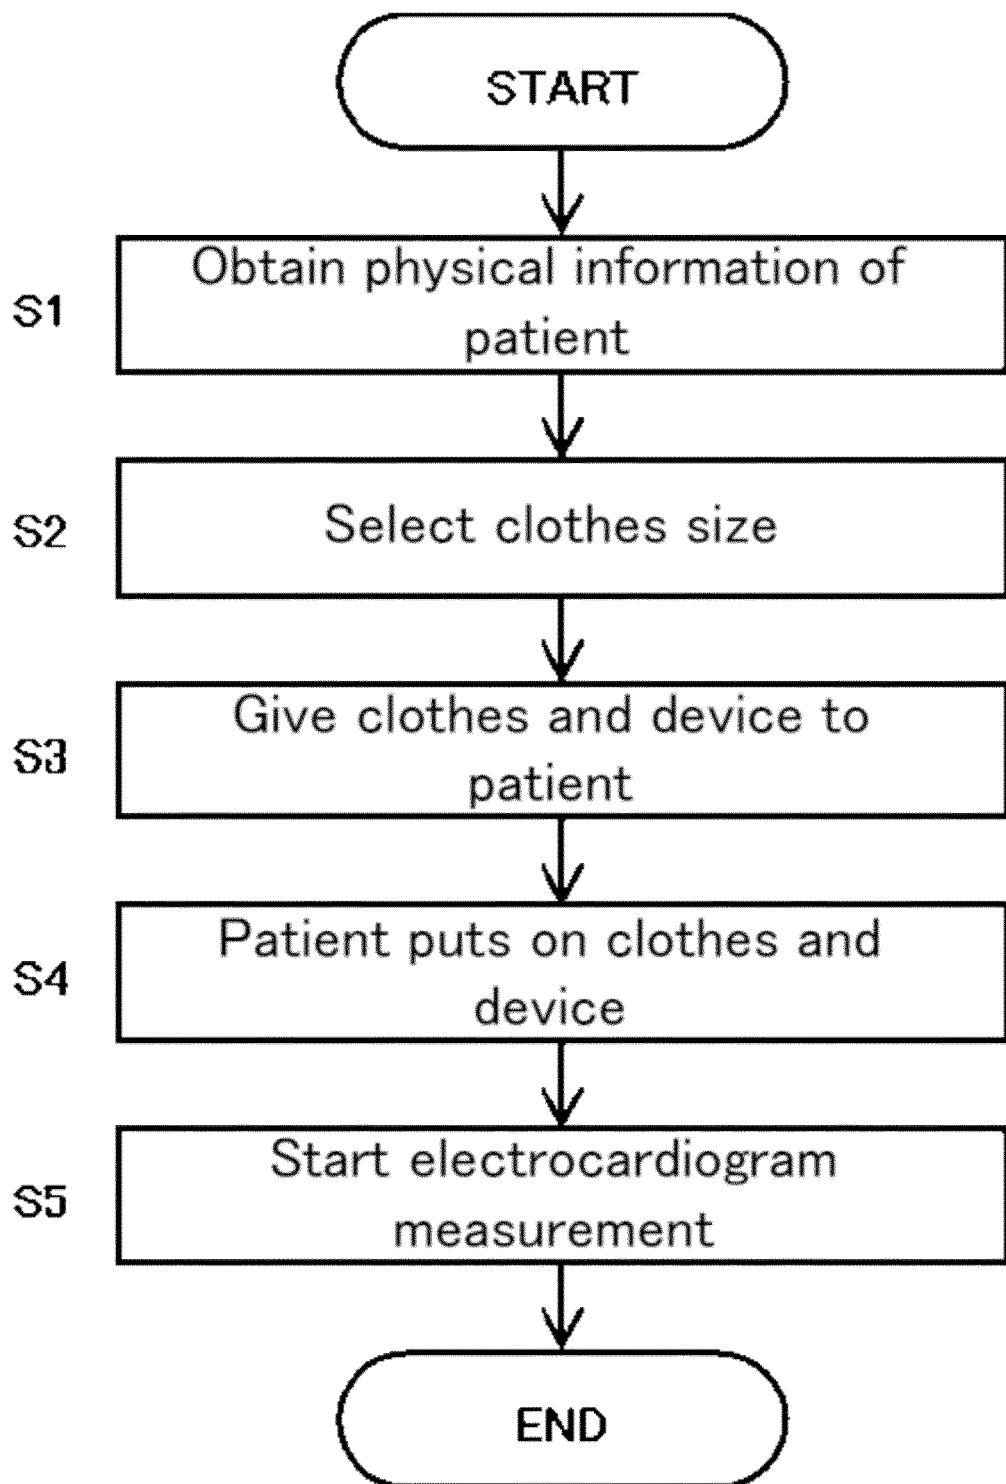 START
S1
Obtain physical information of
patient
S2
Select clothes size
S3
Give clothes and device to
patient
S4
Patient puts on clothes and
device
S5
Start electrocardiogram
measurement
END